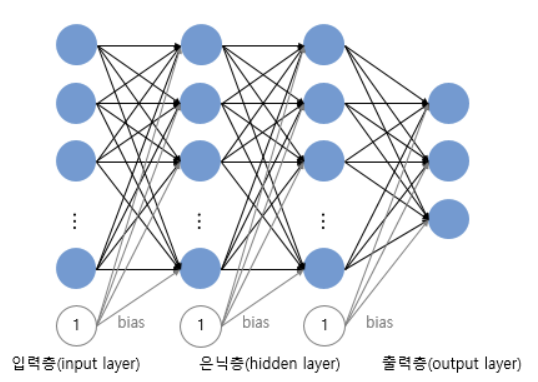 ⋮ ⋮ ⋮
1 bias 1 bias 1 bias
입력층(input layer) 은닉층(hidden layer) 출력층(output layer)